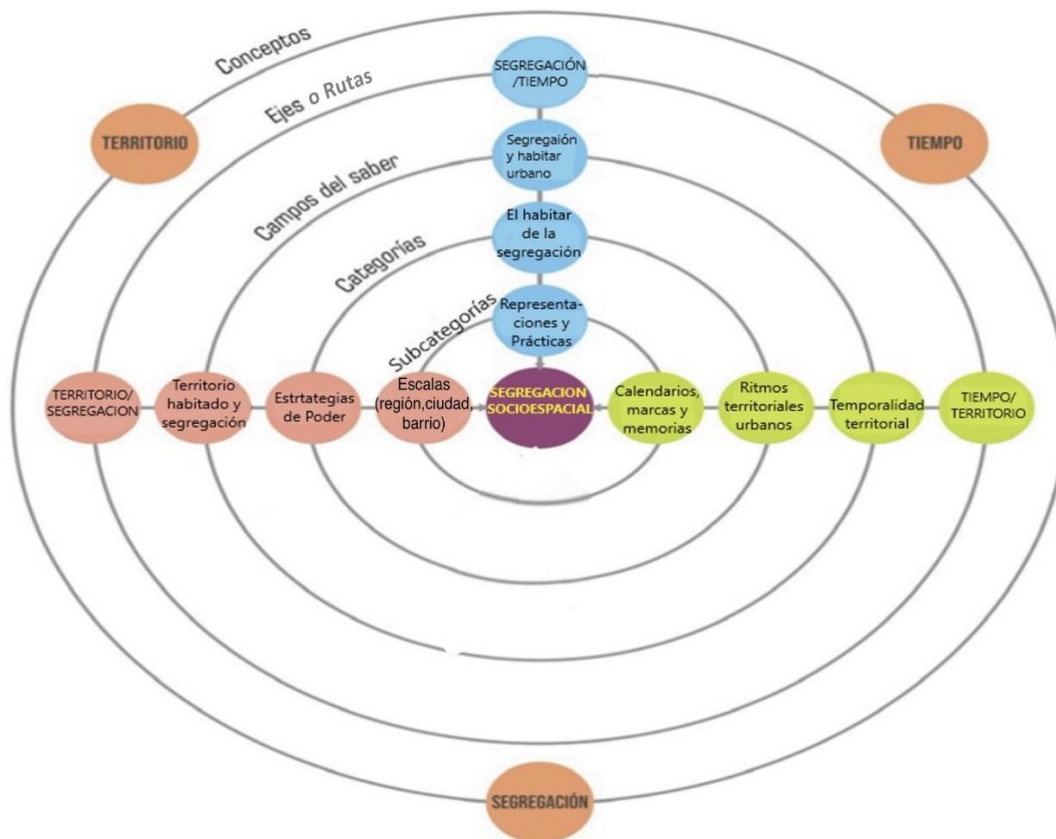 Conceptos
SEGREGACIÓN
/TIEMPO
Ejes o Rutas
TERRITORIO
TIEMPO
Segregaión
y habitar
urbano
Campos del saber
El habitar
de la
segregación
Categorías
Representa-
ciones y
Prácticas
Subcategorías
TERRITORIO/
SEGREGACION
Territorio
habitado y
segregación
Estrtategias
de Poder
Escalas
(región,ciudad,
barrio)
SEGREGACION
SOCIOESPACIAL
Calendarios,
marcas y
memorias
Ritmos
territoriales
urbanos
Temporalidad
territorial
TIEMPO/
TERRITORIO
SEGREGACIÓN